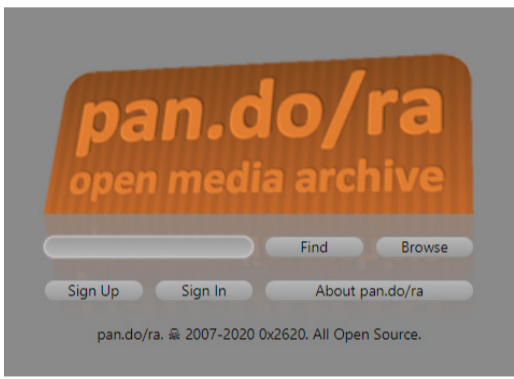 pan.do/ra
open media archive
Find Browse
Sign Up Sign In About pan.do/ra
pan.do/ra. ☠ 2007-2020 0x2620. All Open Source.